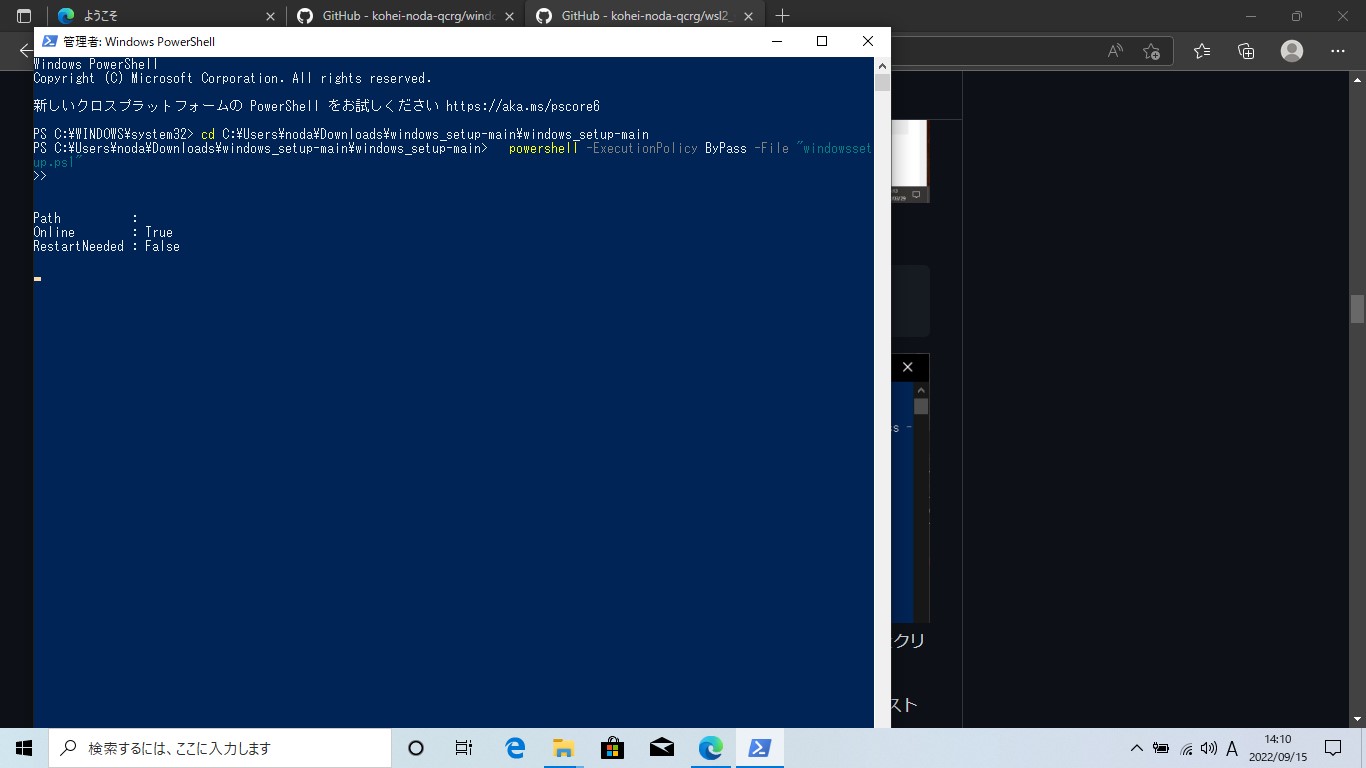 ようこそ
GitHub - kohei-noda-qcrg/windo
GitHub - kohei-noda-qcrg/wsl2_
管理者: Windows PowerShell
Windows PowerShell
Copyright (C) Microsoft Corporation. All rights reserved.
新しいクロスプラットフォームの PowerShell をお試しください https://aka.ms/pscore6
PS C:¥WINDOWS¥system32> cd C:¥Users¥noda¥Downloads¥windows_setup-main¥windows_setup-main
PS C:¥Users¥noda¥Downloads¥windows_setup-main¥windows_setup-main>   powershell -ExecutionPolicy ByPass -File "windowsset
up.ps1"
>>
Path          :
Online        : True
RestartNeeded : False
s -
クリ
スト
検索するには、ここに入力します
A
14:10
2022/09/15